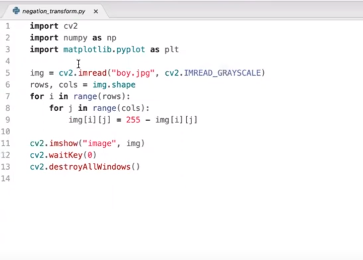 negation_transform.py ×
1 import cv2
2 import numpy as np
3 import matplotlib.pyplot as plt
4
5 img = cv2.imread("boy.jpg", cv2.IMREAD_GRAYSCALE)
6 rows, cols = img.shape
7 for i in range(rows):
8     for j in range(cols):
9         img[i][j] = 255 - img[i][j]
10
11 cv2.imshow("image", img)
12 cv2.waitKey(0)
13 cv2.destroyAllWindows()
14